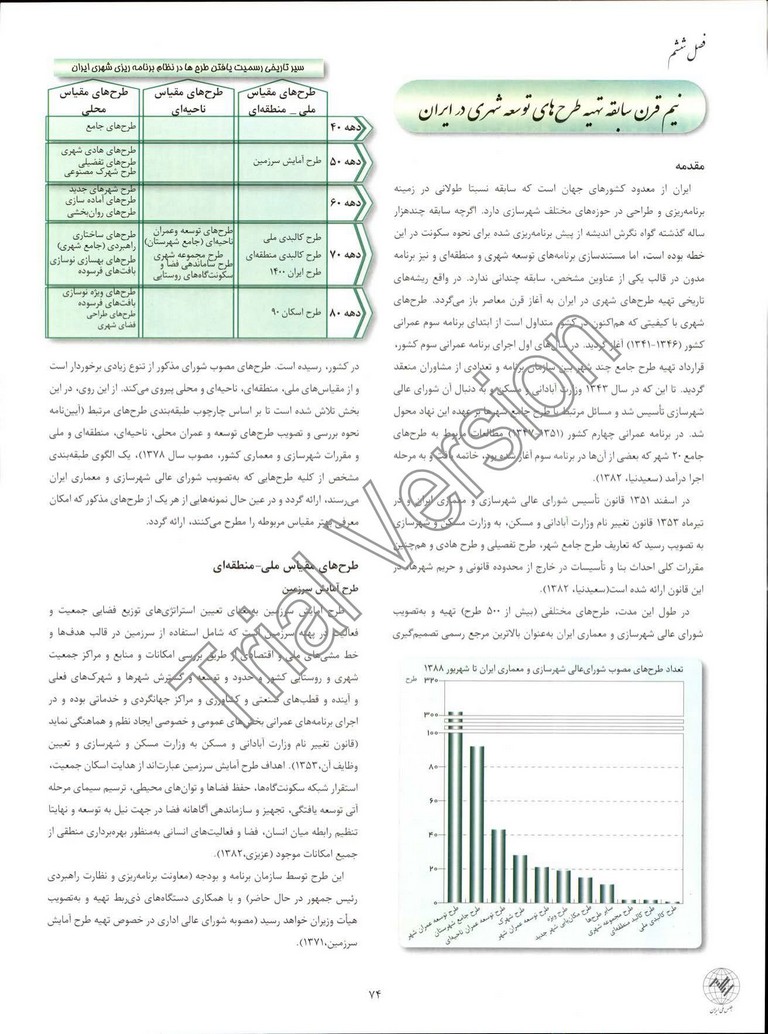 فصل ششم
نیم قرن سابقه تهیه طرح های توسعه شهری در ایران
مقدمه
ایران از معدود کشورهای جهان است که سابقه نسبتا طولانی در زمینه
برنامه‌ریزی و طراحی در حوزه‌های مختلف شهرسازی دارد. اگرچه سابقه چندهزار
ساله گذشته گواه نگرش اندیشه از پیش برنامه‌ریزی شده برای نحوه سکونت در این
خطه بوده است، اما مستندسازی برنامه‌های توسعه شهری و منطقه‌ای و نیز برنامه
مدون در قالب یکی از عناوین مشخص، سابقه چندانی ندارد. در واقع ریشه‌های
تاریخی تهیه طرح‌های شهری در ایران به آغاز قرن معاصر باز می‌گردد. طرح‌های
شهری با کیفیتی که هم‌اکنون در کشور متداول است از ابتدای برنامه سوم عمرانی
کشور (۱۳۴۶-۱۳۴۱) آغاز گردید. در سال‌های اول اجرای برنامه عمرانی سوم کشور،
قرارداد تهیه طرح جامع چند شهر بین سازمان برنامه و تعدادی از مشاوران منعقد
گردید. تا این که در سال ۱۳۴۳ وزارت آبادانی و مسکن و به دنبال آن شورای عالی
شهرسازی تأسیس شد و مسائل مرتبط با طرح جامع شهرها بر عهده این نهاد محول
شد. در برنامه عمرانی چهارم کشور (۱۳۵۱-۱۳۴۷) مطالعات مربوط به طرح‌های
جامع ۲۰ شهر که بعضی از آن‌ها در برنامه سوم آغاز شده بود، خاتمه یافت و به مرحله
اجرا درآمد (سعیدنیا، ۱۳۸۲).
در اسفند ۱۳۵۱ قانون تأسیس شورای عالی شهرسازی و معماری ایران و در
تیرماه ۱۳۵۳ قانون تغییر نام وزارت آبادانی و مسکن، به وزارت مسکن و شهرسازی
به تصویب رسید که تعاریف طرح جامع شهر، طرح تفصیلی و طرح هادی و هم‌چنین
مقررات کلی احداث بنا و تأسیسات در خارج از محدوده قانونی و حریم شهرها، در
این قانون ارائه شده است(سعیدنیا، ۱۳۸۲).
در طول این مدت، طرح‌های مختلفی (بیش از ۵۰۰ طرح) تهیه و به‌تصویب
شورای عالی شهرسازی و معماری ایران به‌عنوان بالاترین مرجع رسمی تصمیم‌گیری
تعداد طرح‌های مصوب شورای‌عالی شهرسازی و معماری ایران تا شهریور ۱۳۸۸
طرح
۳۲۰
۳۰۰
۱۰۰
۸۰
۶۰
۴۰
۲۰
۰
طرح توسعه عمران شهر
طرح جامع شهرستان
طرح توسعه عمران ناحیه‌ای
طرح شهرک
طرح توسعه عمران شهر
طرح ویژه
طرح مکان‌یابی شهر جدید
سایر طرح‌ها
طرح مجموعه شهری
طرح کالبد منطقه‌ای
طرح کالبدی ملی
سیر تاریخی رسمیت یافتن طرح ها در نظام برنامه ریزی شهری ایران
طرح‌های مقیاس ملی _ منطقه‌ای
طرح‌های مقیاس ناحیه‌ای
طرح‌های مقیاس محلی
دهه ۴۰
طرح‌های جامع
دهه ۵۰
طرح آمایش سرزمین
طرح‌های هادی شهری
طرح‌های تفضیلی
طرح شهرک مصنوعی
دهه ۶۰
طرح شهرهای جدید
طرح‌های آماده سازی
طرح‌های روان‌بخشی
دهه ۷۰
طرح کالبدی ملی
طرح کالبدی منطقه‌ای
طرح ایران ۱۴۰۰
طرح‌های توسعه وعمران
ناحیه‌ای (جامع شهرستان)
طرح مجموعه شهری
طرح ساماندهی فضا و
سکونتگاه‌های روستایی
طرح‌های ساختاری
راهبردی (جامع شهری)
طرح‌های بهسازی نوسازی
بافت‌های فرسوده
دهه ۸۰
طرح اسکان ۹۰
طرح‌های ویژه نوسازی
بافت‌های فرسوده
طرح‌های طراحی
فضای شهری
در کشور، رسیده است. طرح‌های مصوب شورای مذکور از تنوع زیادی برخوردار است
و از مقیاس‌های ملی، منطقه‌ای، ناحیه‌ای و محلی پیروی می‌کند. از این روی، در این
بخش تلاش شده است تا بر اساس چارچوب طبقه‌بندی طرح‌های مرتبط (آیین‌نامه
نحوه بررسی و تصویب طرح‌های توسعه و عمران محلی، ناحیه‌ای، منطقه‌ای و ملی
و مقررات شهرسازی و معماری کشور، مصوب سال ۱۳۷۸)، یک الگوی طبقه‌بندی
مشخص از کلیه طرح‌هایی که به‌تصویب شورای عالی شهرسازی و معماری ایران
می‌رسند، ارائه گردد و در عین حال نمونه‌هایی از هر یک از طرح‌های مذکور که امکان
معرفی بهتر مقیاس مربوطه را مطرح می‌کنند، ارائه گردد.
طرح‌های مقیاس ملی-منطقه‌ای
طرح آمایش سرزمین
طرح آمایش سرزمین به‌معنای تعیین استراتژی‌های توزیع فضایی جمعیت و
فعالیت در پهنه سرزمین است که شامل استفاده از سرزمین در قالب هدف‌ها و
خط مشی‌های ملی و اقتصادی از طریق بررسی امکانات و منابع و مراکز جمعیت
شهری و روستایی کشور و حدود و توسعه و گسترش شهرها و شهرک‌های فعلی
و آینده و قطب‌های صنعتی و کشاورزی و مراکز جهانگردی و خدماتی بوده و در
اجرای برنامه‌های عمرانی بخش‌های عمومی و خصوصی ایجاد نظم و هماهنگی نماید
(قانون تغییر نام وزارت آبادانی و مسکن به وزارت مسکن و شهرسازی و تعیین
وظایف آن،۱۳۵۳). اهداف طرح آمایش سرزمین عبارت‌اند از هدایت اسکان جمعیت،
استقرار شبکه سکونت‌گاه‌ها، حفظ فضاها و توان‌های محیطی، ترسیم سیمای مرحله
آتی توسعه یافتگی، تجهیز و سازماندهی آگاهانه فضا در جهت نیل به توسعه و نهایتا
تنظیم رابطه میان انسان، فضا و فعالیت‌های انسانی به‌منظور بهره‌برداری منطقی از
جمیع امکانات موجود (عزیزی،۱۳۸۲).
این طرح توسط سازمان برنامه و بودجه (معاونت برنامه‌ریزی و نظارت راهبردی
رئیس جمهور در حال حاضر) و با همکاری دستگاه‌های ذی‌ربط تهیه و به‌تصویب
هیأت وزیران خواهد رسید (مصوبه شورای عالی اداری در خصوص تهیه طرح آمایش
سرزمین،۱۳۷۱).
Trial Version
۷۴